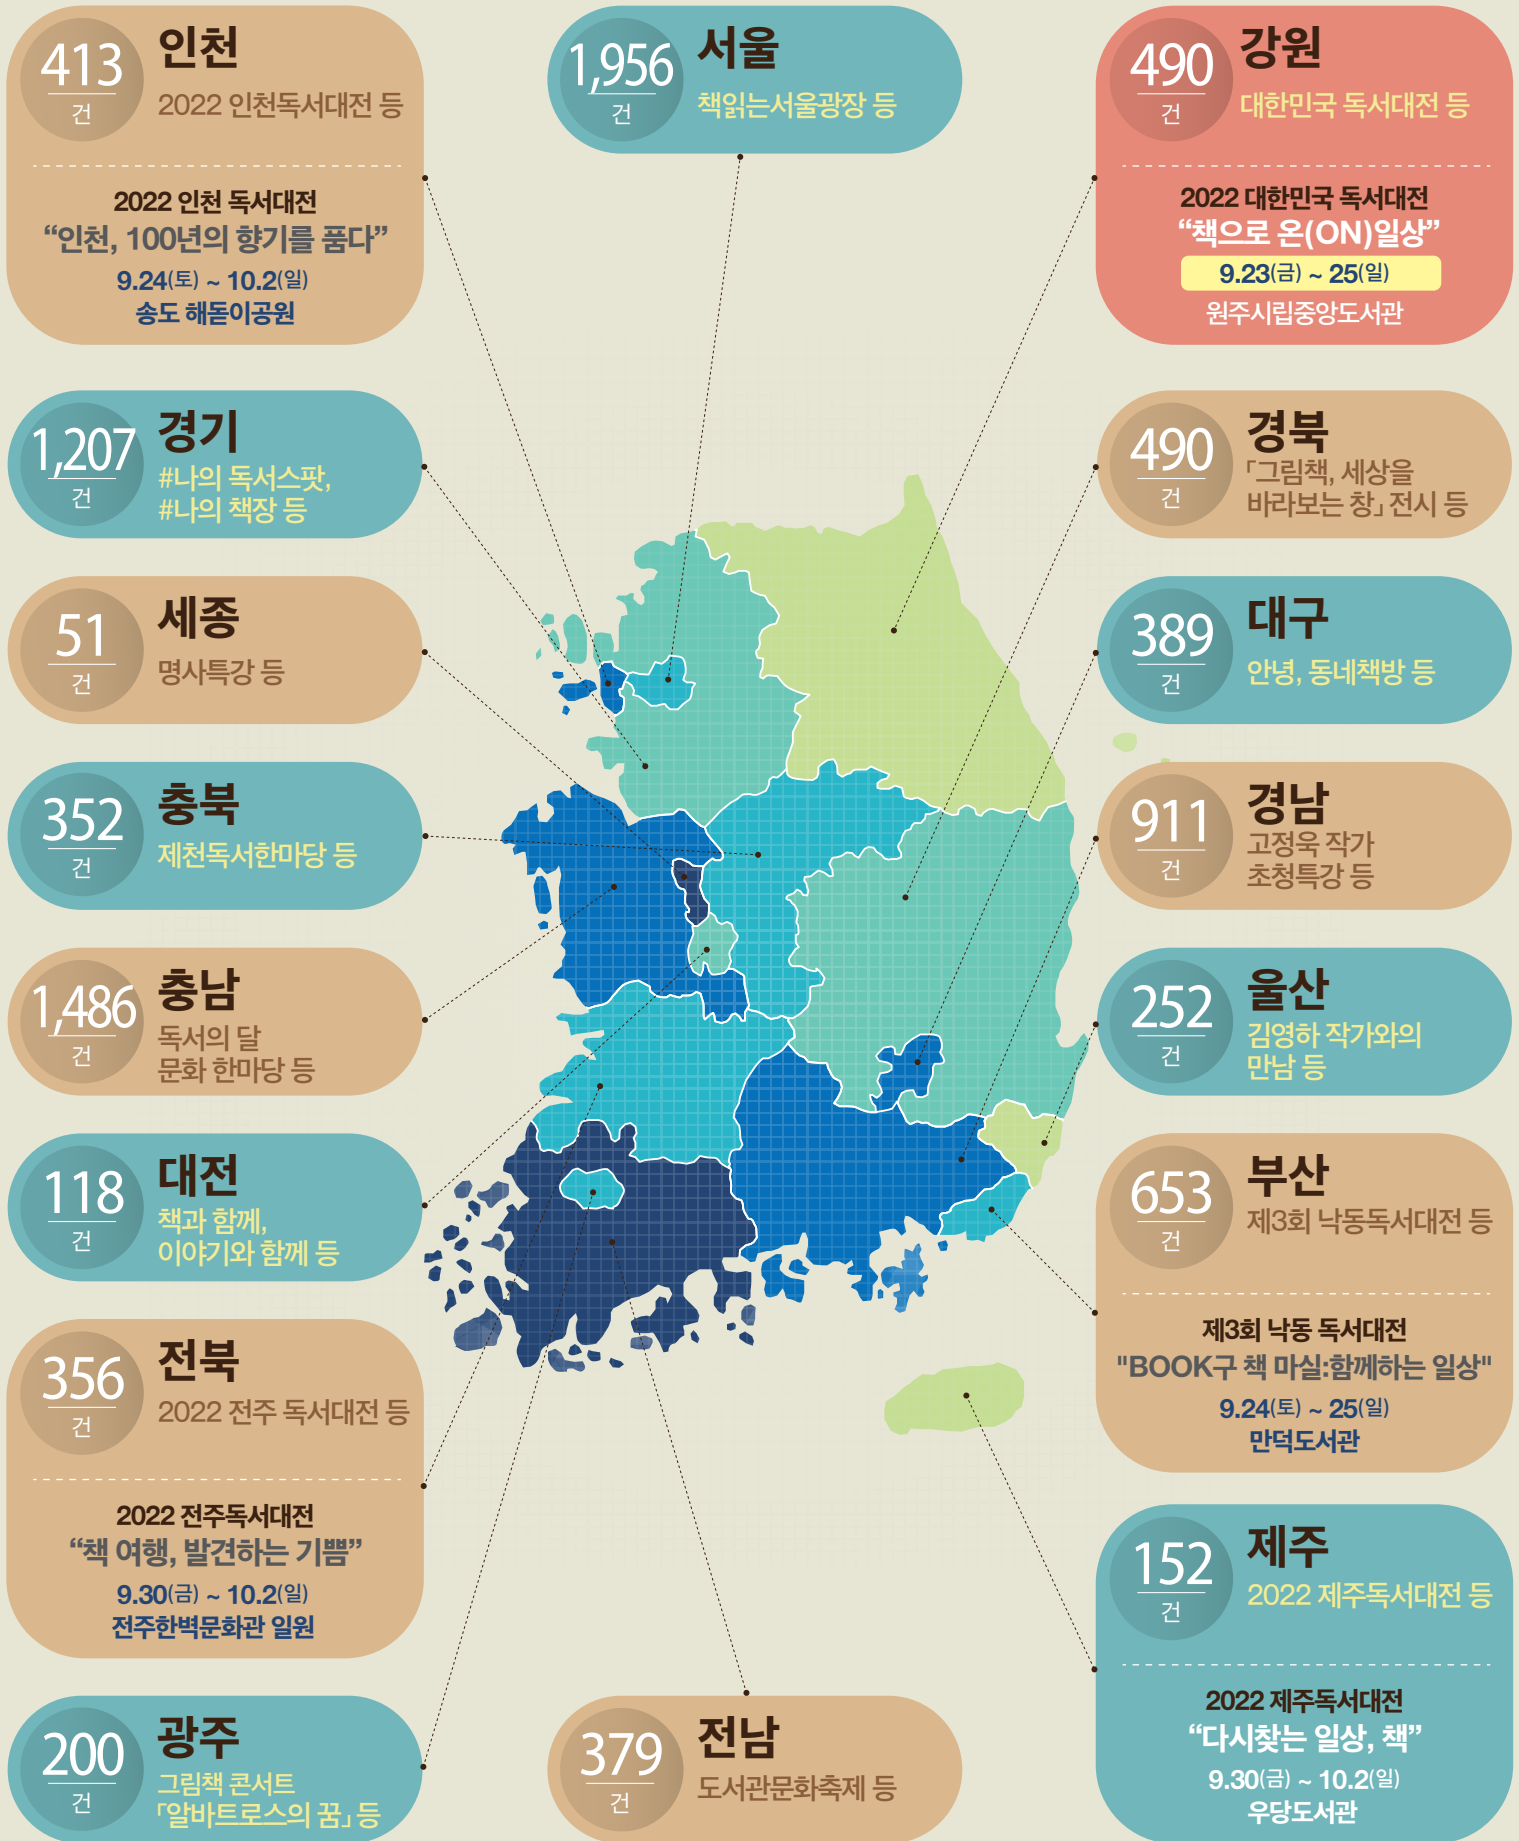 413
건
인천
2022 인천독서대전 등
2022 인천 독서대전
“인천, 100년의 향기를 품다”
9.24(토) ~ 10.2(일)
송도 해돋이공원
1,956
건
서울
책읽는서울광장 등
490
건
강원
대한민국 독서대전 등
2022 대한민국 독서대전
“책으로 온(ON)일상”
9.23(금) ~ 25(일)
원주시립중앙도서관
1,207
건
경기
#나의 독서스팟,
#나의 책장 등
490
건
경북
「그림책, 세상을
바라보는 창」 전시 등
51
건
세종
명사특강 등
389
건
대구
안녕, 동네책방 등
352
건
충북
제천독서한마당 등
911
건
경남
고정욱 작가
초청특강 등
1,486
건
충남
독서의 달
문화 한마당 등
252
건
울산
김영하 작가와의
만남 등
118
건
대전
책과 함께,
이야기와 함께 등
653
건
부산
제3회 낙동독서대전 등
제3회 낙동 독서대전
"BOOK구 책 마실:함께하는 일상"
9.24(토) ~ 25(일)
만덕도서관
356
건
전북
2022 전주 독서대전 등
2022 전주독서대전
“책 여행, 발견하는 기쁨”
9.30(금) ~ 10.2(일)
전주한벽문화관 일원
152
건
제주
2022 제주독서대전 등
2022 제주독서대전
“다시찾는 일상, 책”
9.30(금) ~ 10.2(일)
우당도서관
200
건
광주
그림책 콘서트
「알바트로스의 꿈」 등
379
건
전남
도서관문화축제 등